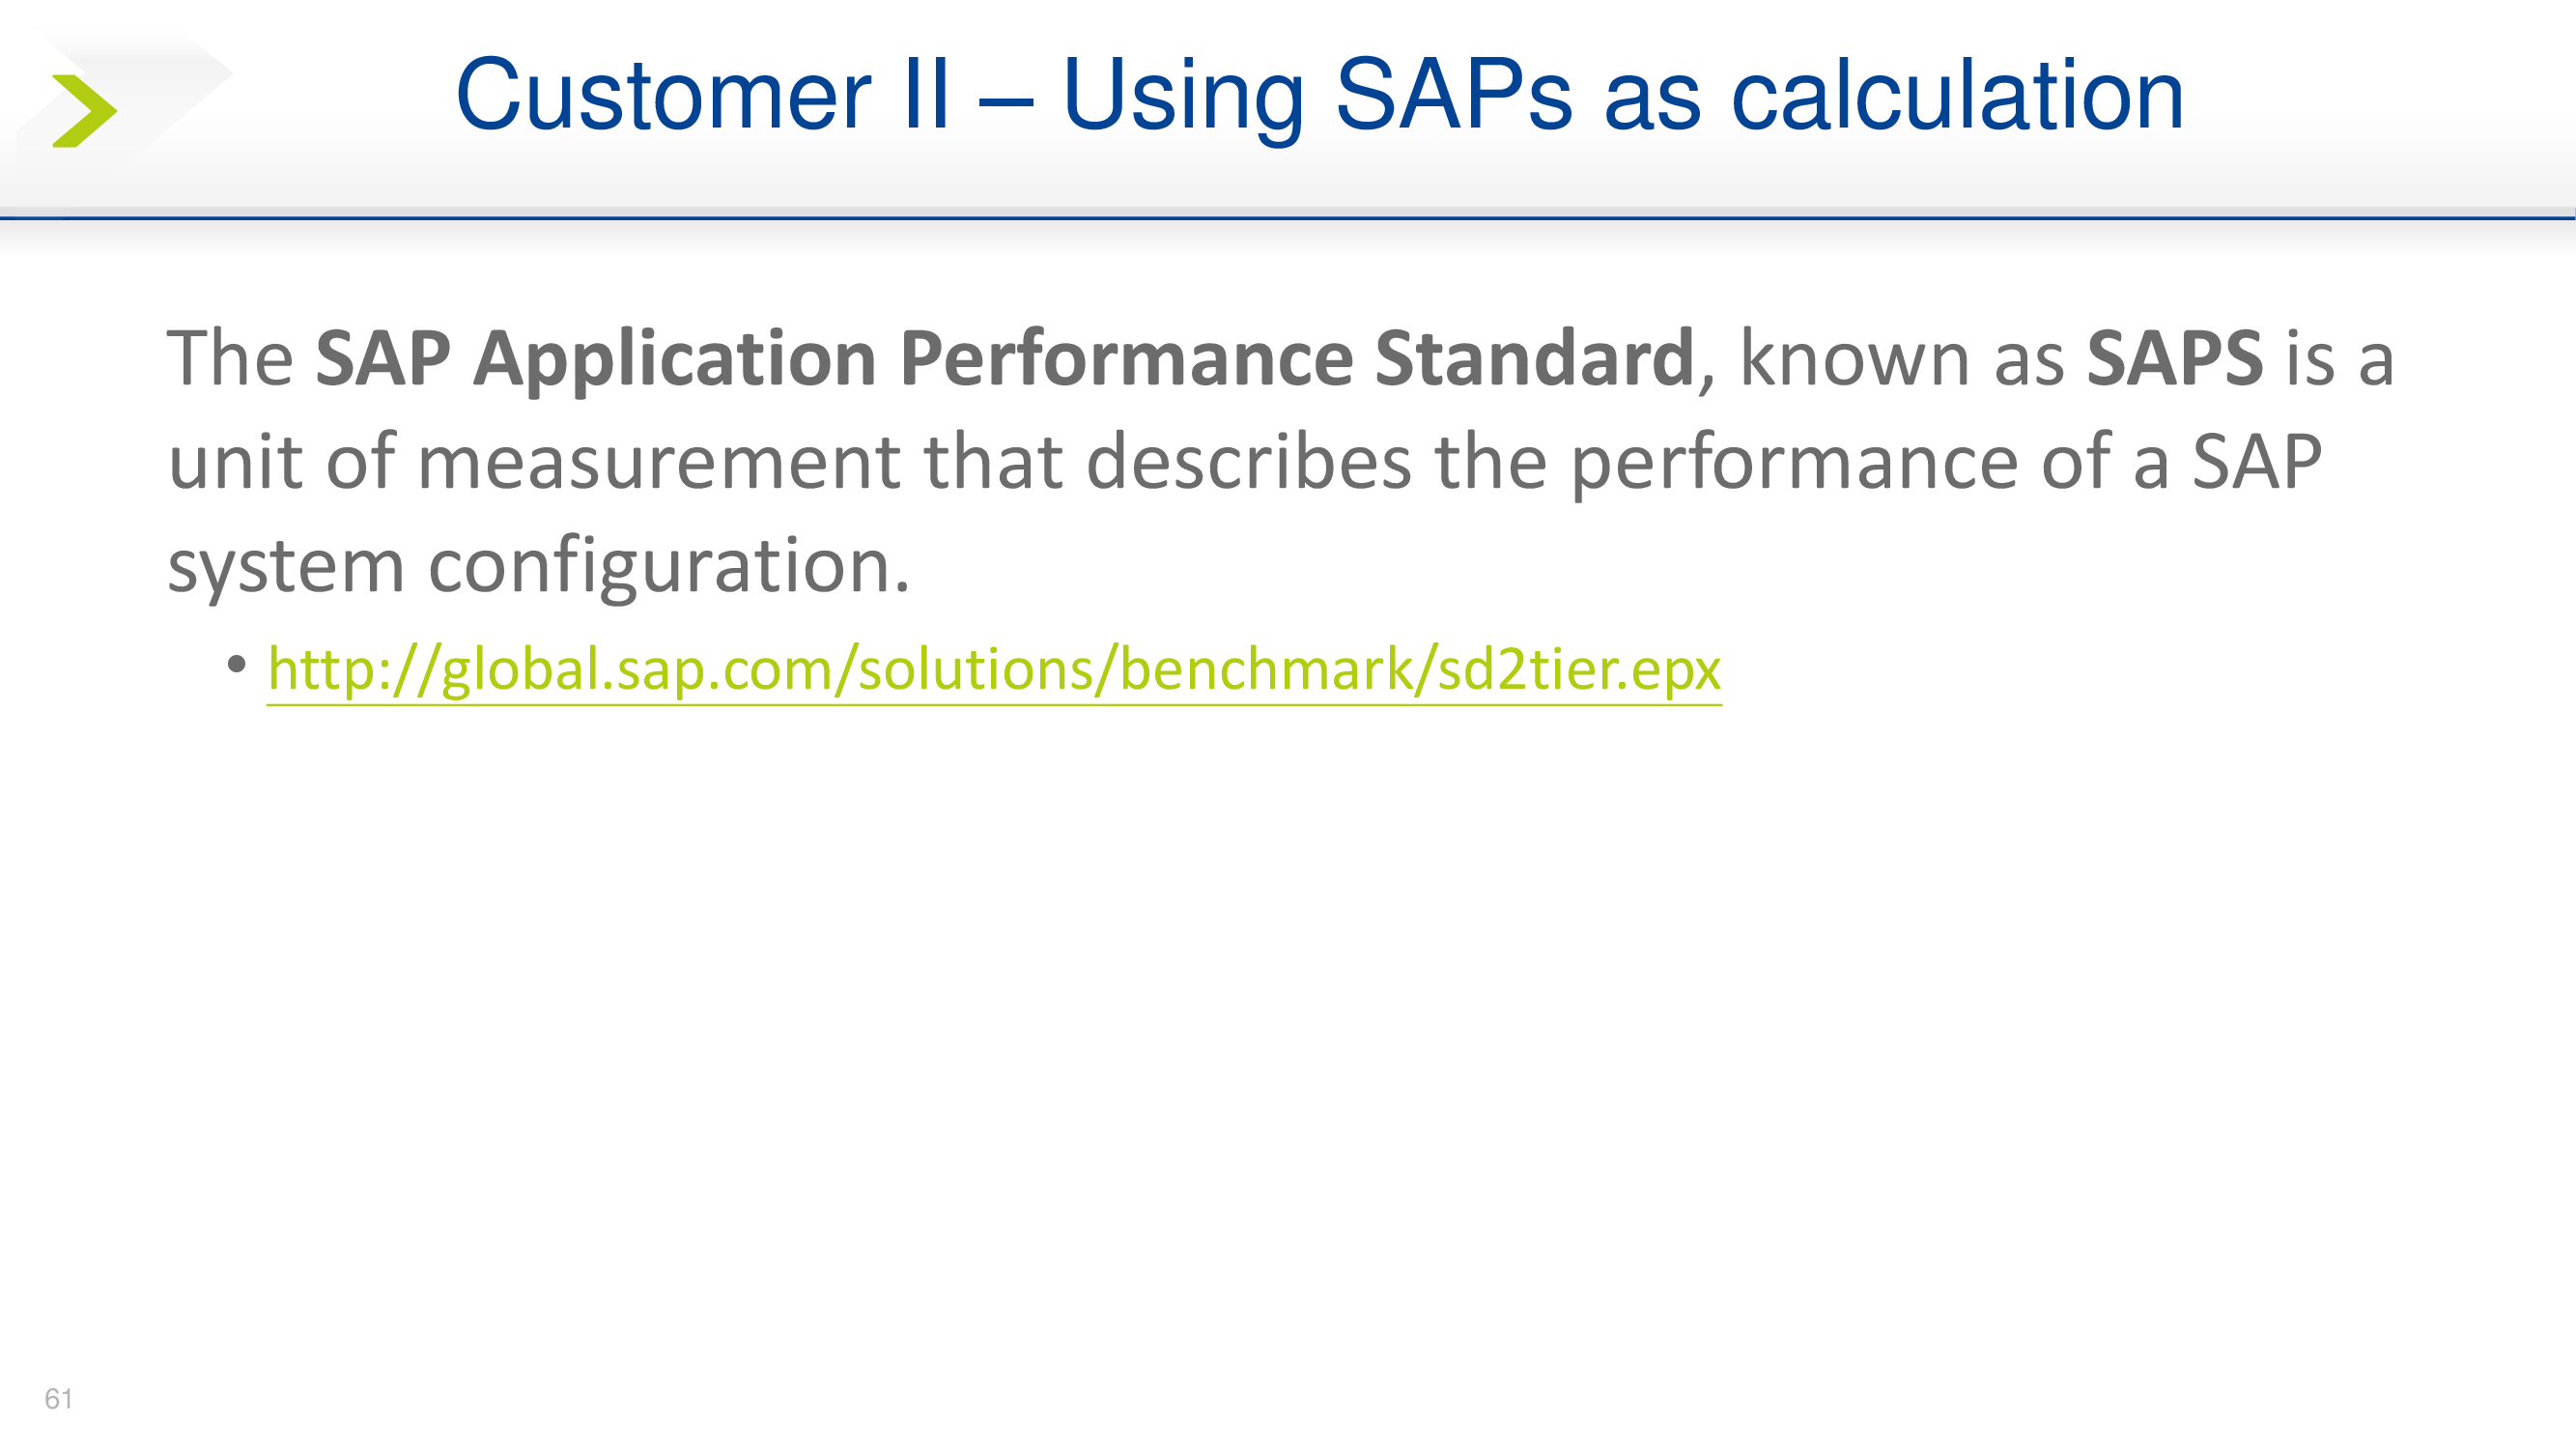 Customer II – Using SAPs as calculation
The SAP Application Performance Standard, known as SAPS is a
unit of measurement that describes the performance of a SAP
system configuration.
• http://global.sap.com/solutions/benchmark/sd2tier.epx
61